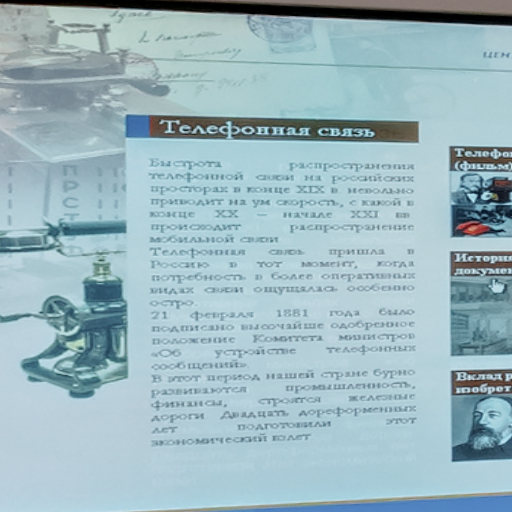 ЦЕН
Телефонная связь
Быстрота распространения
телефонной связи на российских
просторах в конце XIX в. невольно
приводит на ум скорость, с какой в
конце XX – начале XXI вв.
происходит распространение
мобильной связи
Телефонная связь пришла в
Россию в тот момент, когда
потребность в более оперативных
видах связи ощущалась особенно
остро.
21 февраля 1881 года было
подписано высочайше одобренное
положение Комитета министров
«Об устройстве телефонных
сообщений».
В этот период нашей стране бурно
развиваются промышленность,
финансы, строятся железные
дороги Двадцать дореформенных
лет подготовили этот
экономический взлет
Телефо
(фильм)
История
докумен
Вклад р
изобрет